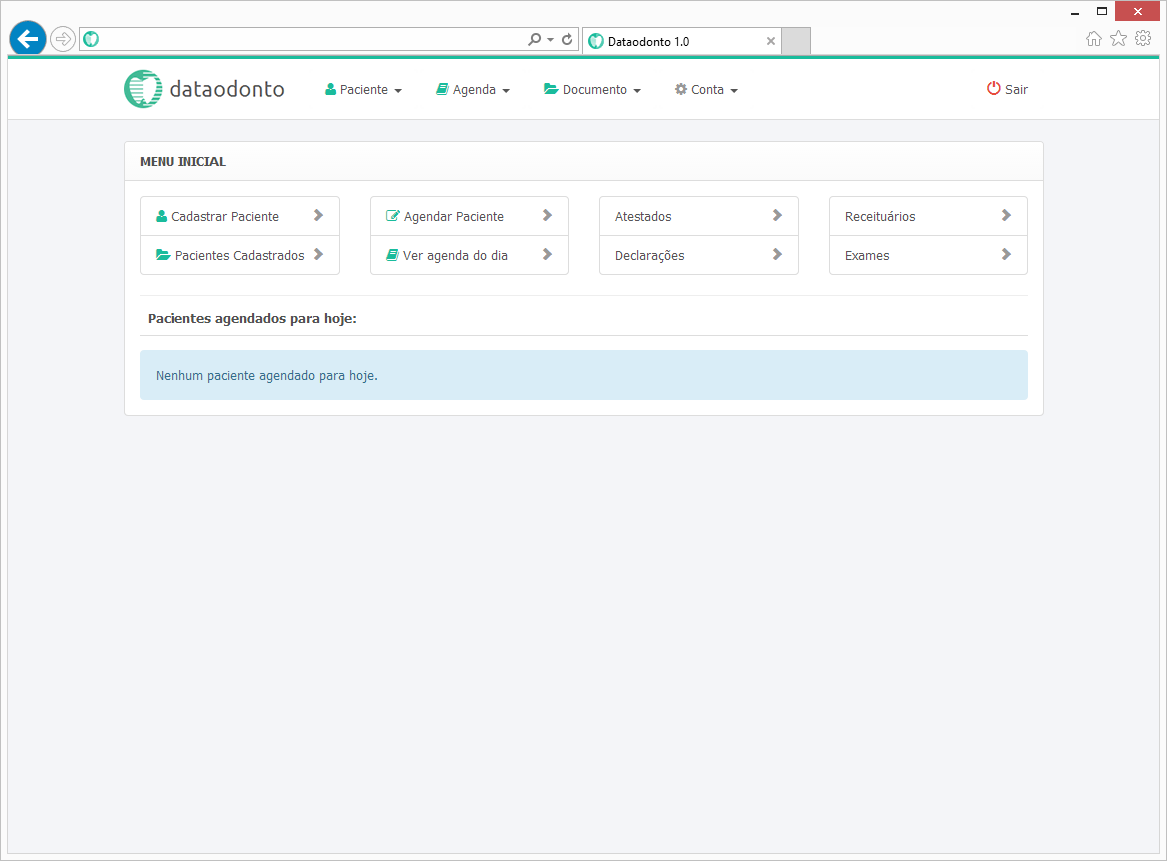 Dataodonto 1.0
dataodonto Paciente Agenda Documento Conta Sair
MENU INICIAL
Cadastrar Paciente Agendar Paciente Atestados Receituários
Pacientes Cadastrados Ver agenda do dia Declarações Exames
Pacientes agendados para hoje:
Nenhum paciente agendado para hoje.